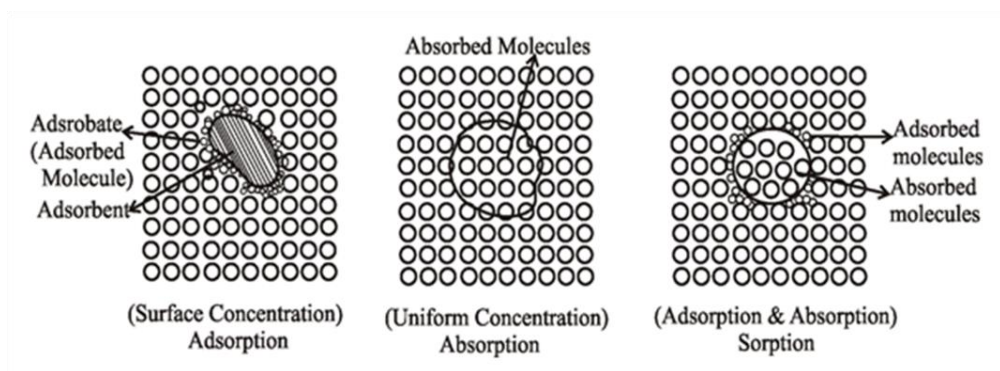 Absorbed Molecules
Adsrobate
(Adsorbed
Molecule)
Adsorbent
Adsorbed
molecules
Absorbed
molecules
(Surface Concentration)
Adsorption
(Uniform Concentration)
Absorption
(Adsorption & Absorption)
Sorption